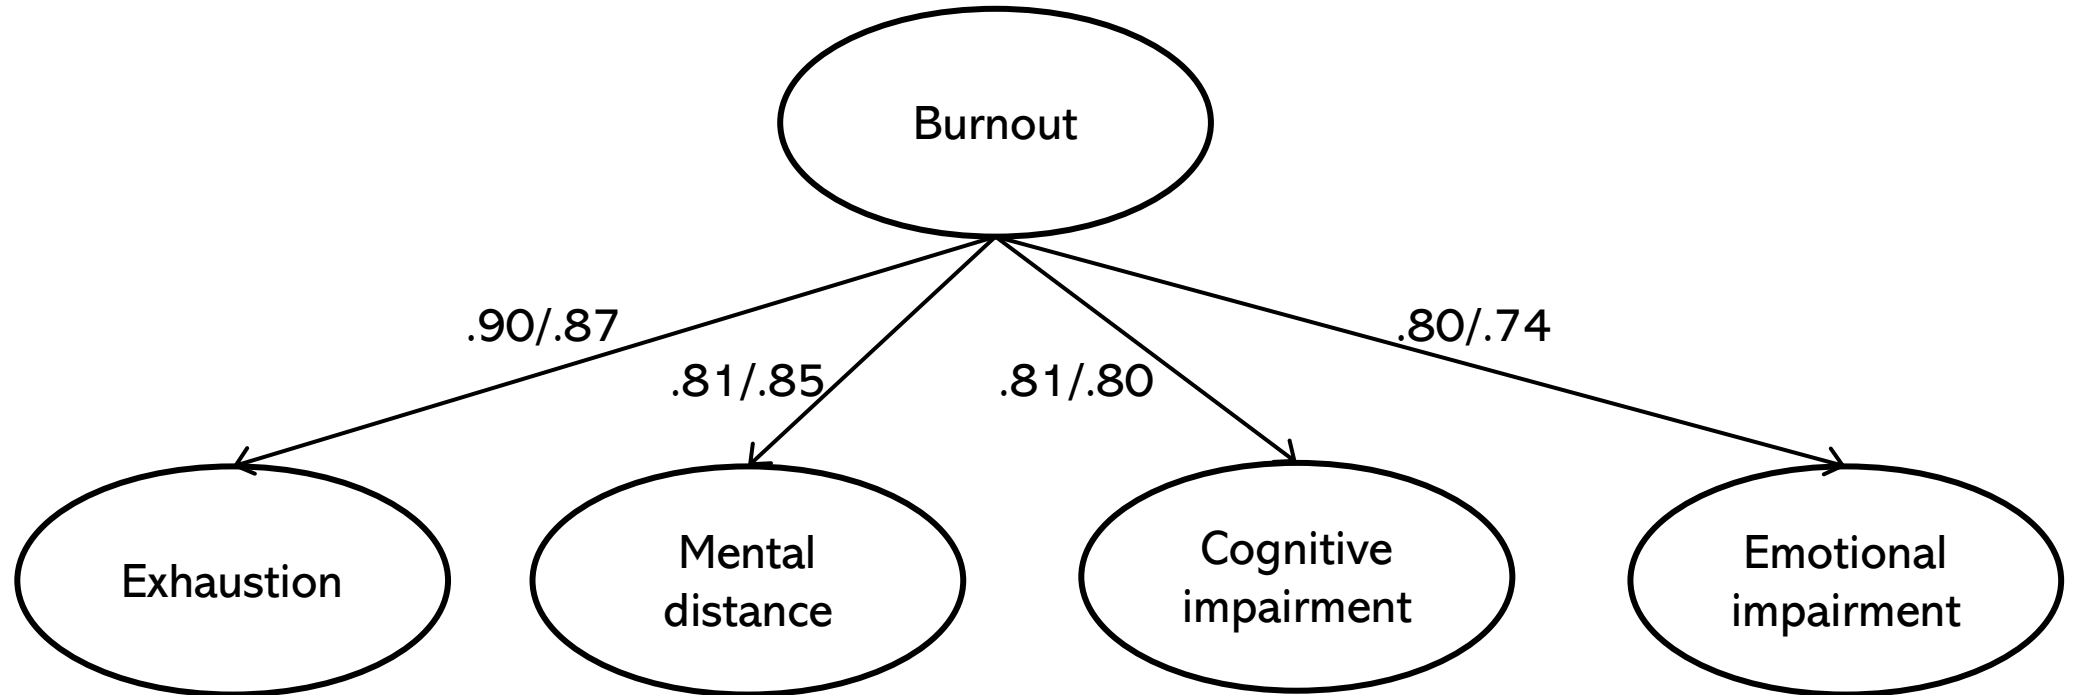 Burnout
.90/.87
.80/.74
.81/.85
.81/.80
Exhaustion
Mental
distance
Cognitive
impairment
Emotional
impairment